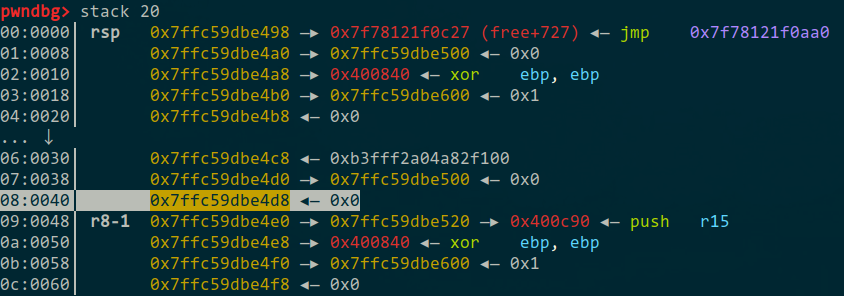 pwndbg> stack 20
00:0000│ rsp 0x7ffc59dbe498 —▸ 0x7f78121f0c27 (free+727) ◂— jmp 0x7f78121f0aa0
01:0008│ 0x7ffc59dbe4a0 —▸ 0x7ffc59dbe500 ◂— 0x0
02:0010│ 0x7ffc59dbe4a8 —▸ 0x400840 ◂— xor ebp, ebp
03:0018│ 0x7ffc59dbe4b0 —▸ 0x7ffc59dbe600 ◂— 0x1
04:0020│ 0x7ffc59dbe4b8 ◂— 0x0
... ↓
06:0030│ 0x7ffc59dbe4c8 ◂— 0xb3fff2a04a82f100
07:0038│ 0x7ffc59dbe4d0 —▸ 0x7ffc59dbe500 ◂— 0x0
08:0040│ 0x7ffc59dbe4d8 ◂— 0x0
09:0048│ r8-1 0x7ffc59dbe4e0 —▸ 0x7ffc59dbe520 —▸ 0x400c90 ◂— push r15
0a:0050│ 0x7ffc59dbe4e8 —▸ 0x400840 ◂— xor ebp, ebp
0b:0058│ 0x7ffc59dbe4f0 —▸ 0x7ffc59dbe600 ◂— 0x1
0c:0060│ 0x7ffc59dbe4f8 ◂— 0x0